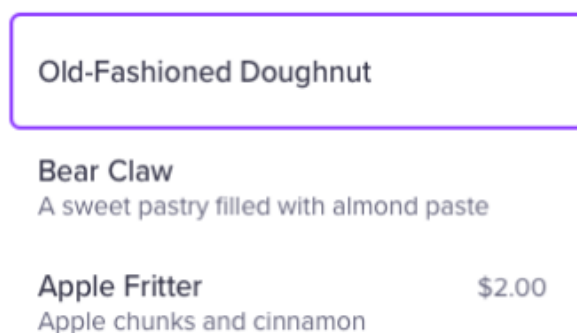 Old-Fashioned Doughnut
Bear Claw
A sweet pastry filled with almond paste
Apple Fritter $2.00
Apple chunks and cinnamon